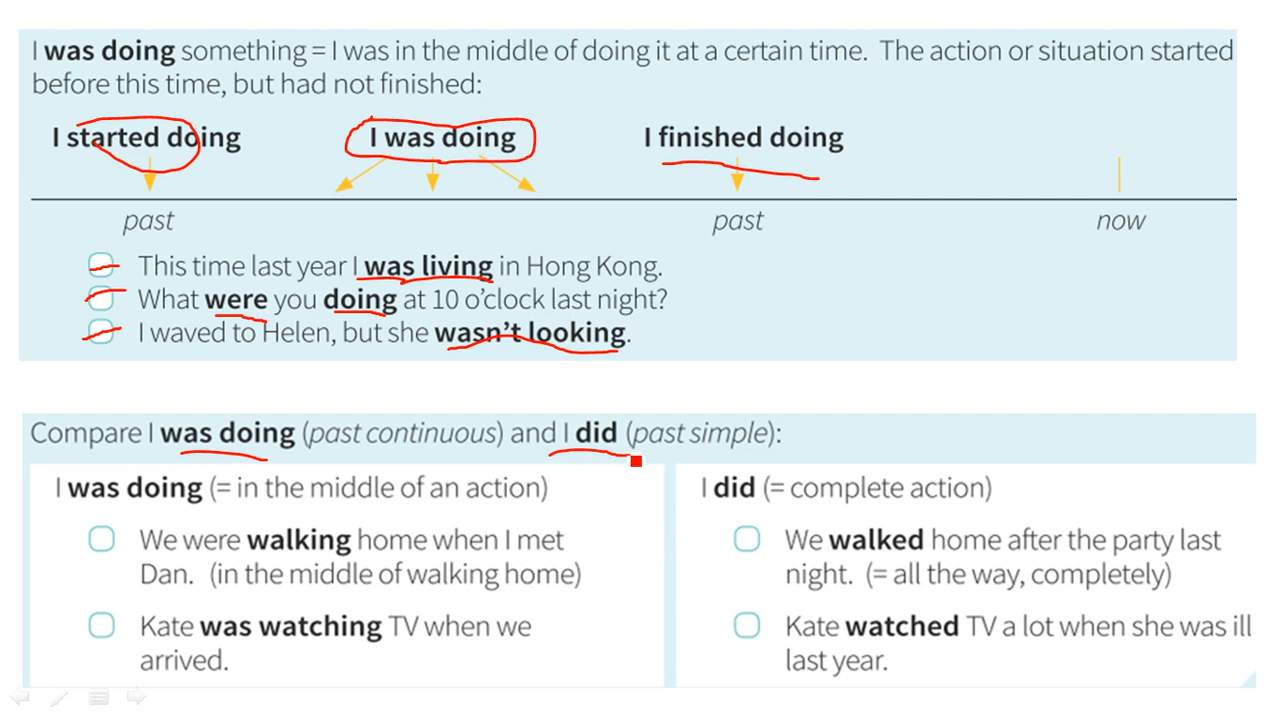 I was doing something = I was in the middle of doing it at a certain time. The action or situation started
before this time, but had not finished:
I started doing I was doing I finished doing
past past now
This time last year I was living in Hong Kong.
What were you doing at 10 o'clock last night?
I waved to Helen, but she wasn't looking.
Compare I was doing (past continuous) and I did (past simple):
I was doing (= in the middle of an action)
We were walking home when I met
Dan. (in the middle of walking home)
Kate was watching TV when we
arrived.
I did (= complete action)
We walked home after the party last
night. (= all the way, completely)
Kate watched TV a lot when she was ill
last year.